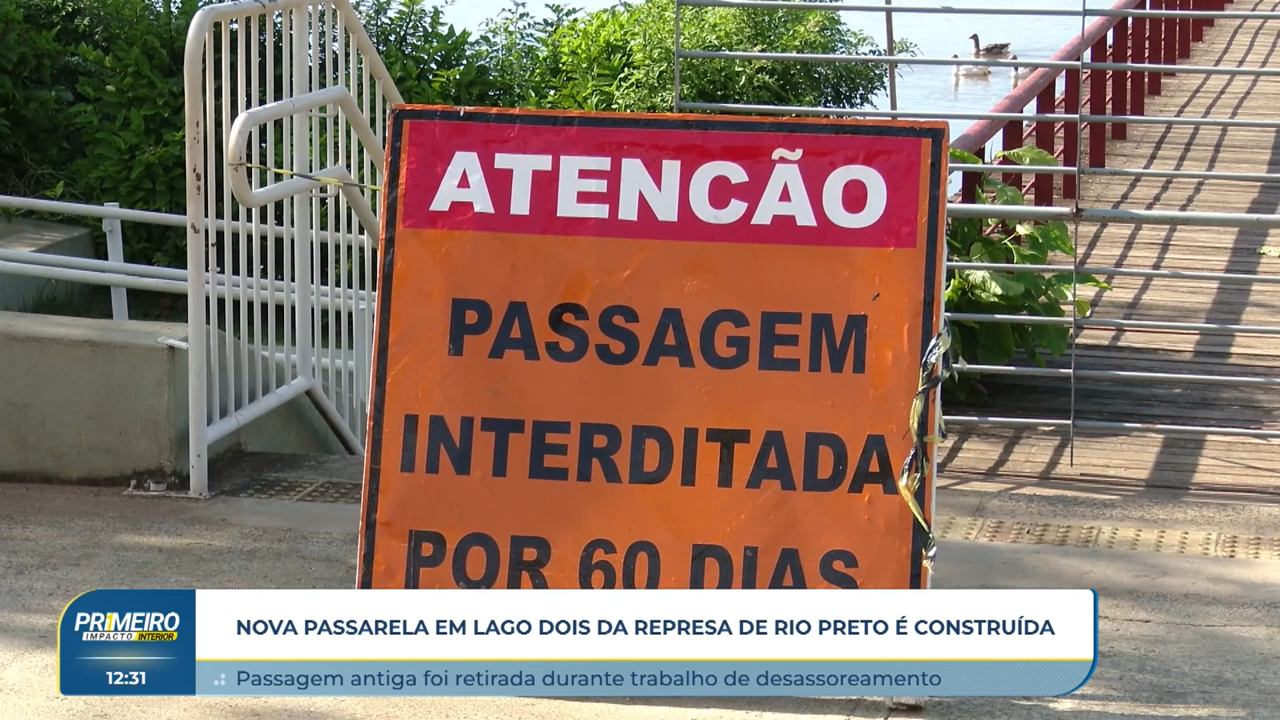 ATENCÃO
PASSAGEM
INTERDITADA
POR 60 DIAS
PR1MEIRO
IMPACTO INTERIOR
12:31
NOVA PASSARELA EM LAGO DOIS DA REPRESA DE RIO PRETO É CONSTRUÍDA
Passagem antiga foi retirada durante trabalho de desassoreamento